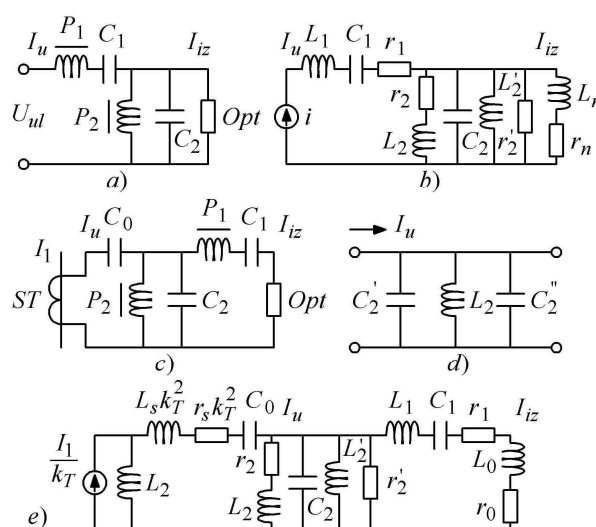 I_u P_1 C_1 I_iz
U_ul P_2 C_2 Opt
a)
I_u L_1 C_1 r_1 I_iz
i r_2 L_2 C_2 L_2' r_2' L_n r_n
b)
I_1 I_u C_0 P_1 C_1 I_iz
ST P_2 C_2 Opt
c)
I_u
C_2' L_2 C_2''
d)
L_s k_T^2 r_s k_T^2 C_0 I_u L_1 C_1 r_1 I_iz
I_1/k_T L_2 r_2 L_2 C_2 L_2' r_2' L_0 r_0
e)